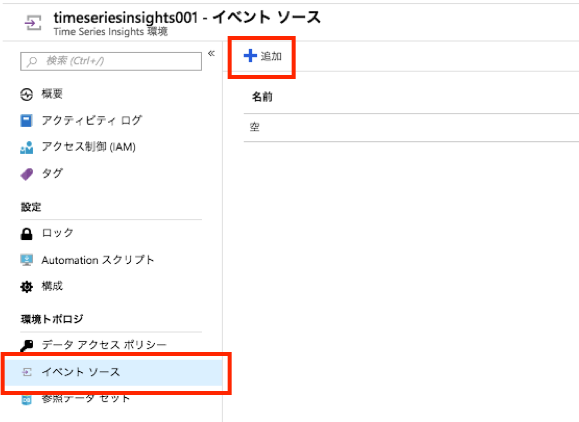 timeseriesinsights001 - イベント ソース
Time Series Insights 環境
検索 (Ctrl+/)
«
追加
概要
アクティビティ ログ
アクセス制御 (IAM)
タグ
設定
ロック
Automation スクリプト
構成
環境トポロジ
データ アクセス ポリシー
イベント ソース
参照データ セット
名前
空